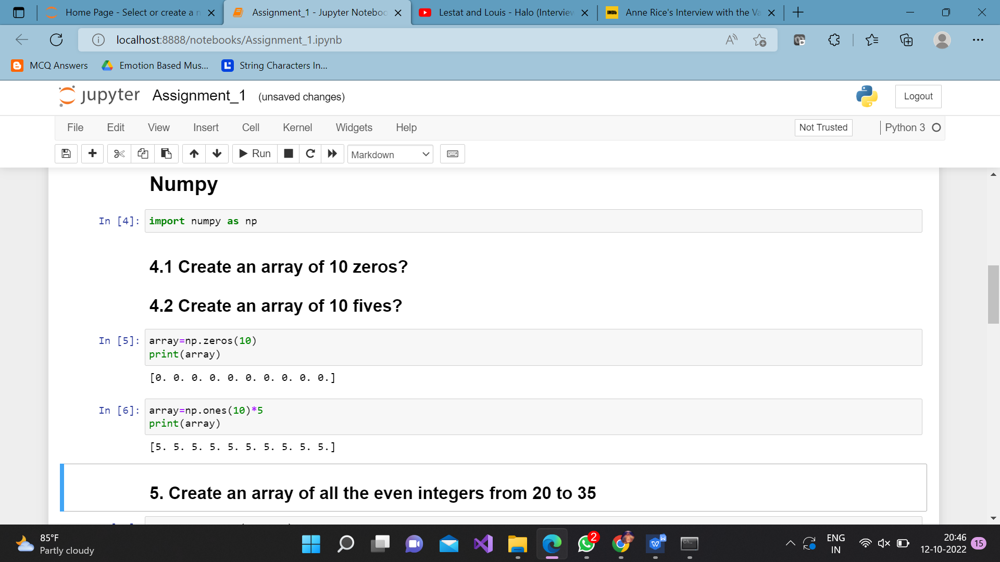 Home Page - Select or create a n
Assignment_1 - Jupyter Noteboo
Lestat and Louis - Halo (Interview
IMDb
Anne Rice's Interview with the Va
localhost:8888/notebooks/Assignment_1.ipynb
MCQ Answers
Emotion Based Mus...
String Characters In...
jupyter
Assignment_1
(unsaved changes)
Logout
File
Edit
View
Insert
Cell
Kernel
Widgets
Help
Not Trusted
Python 3
Run
Markdown
Numpy
In [4]:
import numpy as np
4.1 Create an array of 10 zeros?
4.2 Create an array of 10 fives?
In [5]:
array=np.zeros(10)
print(array)
[0. 0. 0. 0. 0. 0. 0. 0. 0. 0.]
In [6]:
array=np.ones(10)*5
print(array)
[5. 5. 5. 5. 5. 5. 5. 5. 5. 5.]
5. Create an array of all the even integers from 20 to 35
85°F
Partly cloudy
2
ENG
IN
20:46
12-10-2022
15